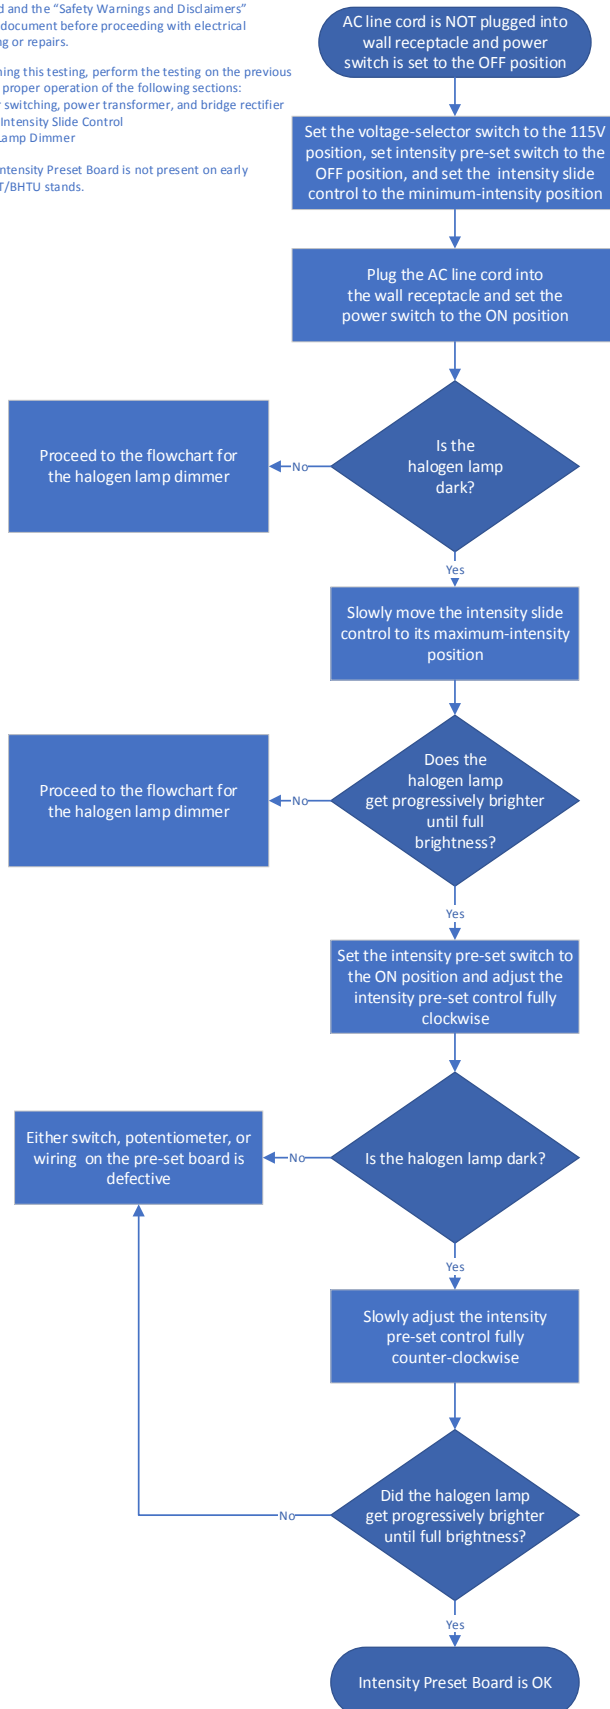 d and the “Safety Warnings and Disclaimers”
document before proceeding with electrical
ng or repairs.
ning this testing, perform the testing on the previous
proper operation of the following sections:
r switching, power transformer, and bridge rectifier
Intensity Slide Control
Lamp Dimmer
ntensity Preset Board is not present on early
T/BHTU stands.
AC line cord is NOT plugged into
wall receptacle and power
switch is set to the OFF position
Set the voltage-selector switch to the 115V
position, set intensity pre-set switch to the
OFF position, and set the intensity slide
control to the minimum-intensity position
Plug the AC line cord into
the wall receptacle and set the
power switch to the ON position
Is the
halogen lamp
dark?
No
Proceed to the flowchart for
the halogen lamp dimmer
Yes
Slowly move the intensity slide
control to its maximum-intensity
position
Does the
halogen lamp
get progressively brighter
until full
brightness?
No
Proceed to the flowchart for
the halogen lamp dimmer
Yes
Set the intensity pre-set switch to
the ON position and adjust the
intensity pre-set control fully
clockwise
Is the halogen lamp dark?
No
Either switch, potentiometer, or
wiring on the pre-set board is
defective
Yes
Slowly adjust the intensity
pre-set control fully
counter-clockwise
Did the halogen lamp
get progressively brighter
until full brightness?
No
Yes
Intensity Preset Board is OK